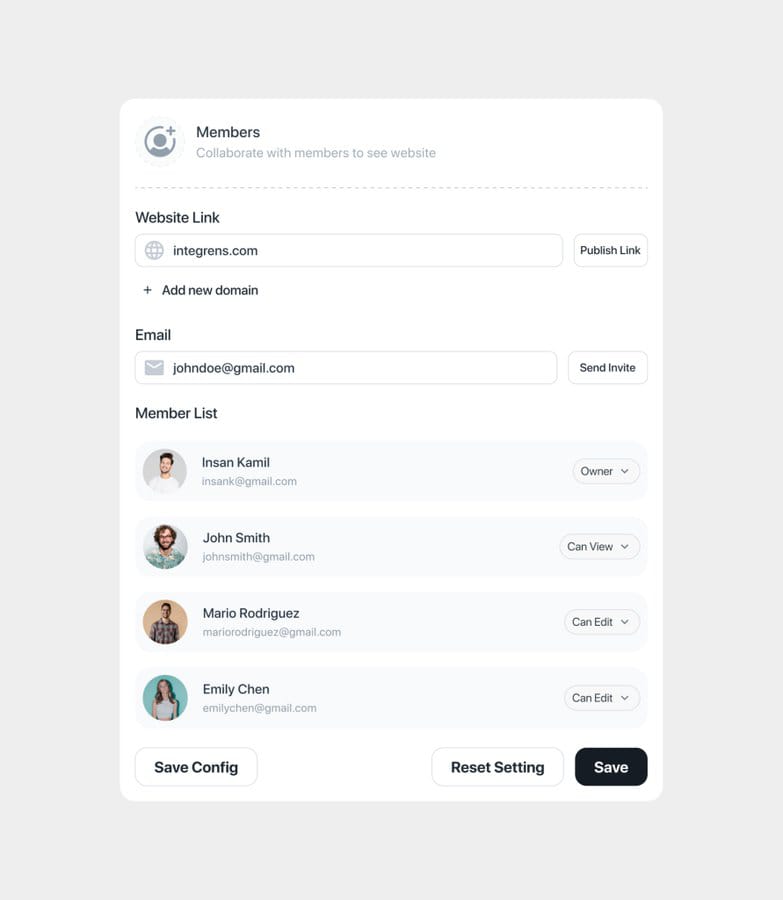 Members
Collaborate with members to see website
Website Link
integrens.com
Publish Link
+ Add new domain
Email
johndoe@gmail.com
Send Invite
Member List
Insan Kamil
Owner
insank@gmail.com
John Smith
Can View
johnsmith@gmail.com
Mario Rodriguez
Can Edit
mariorodriguez@gmail.com
Emily Chen
Can Edit
emilychen@gmail.com
Save Config
Reset Setting
Save